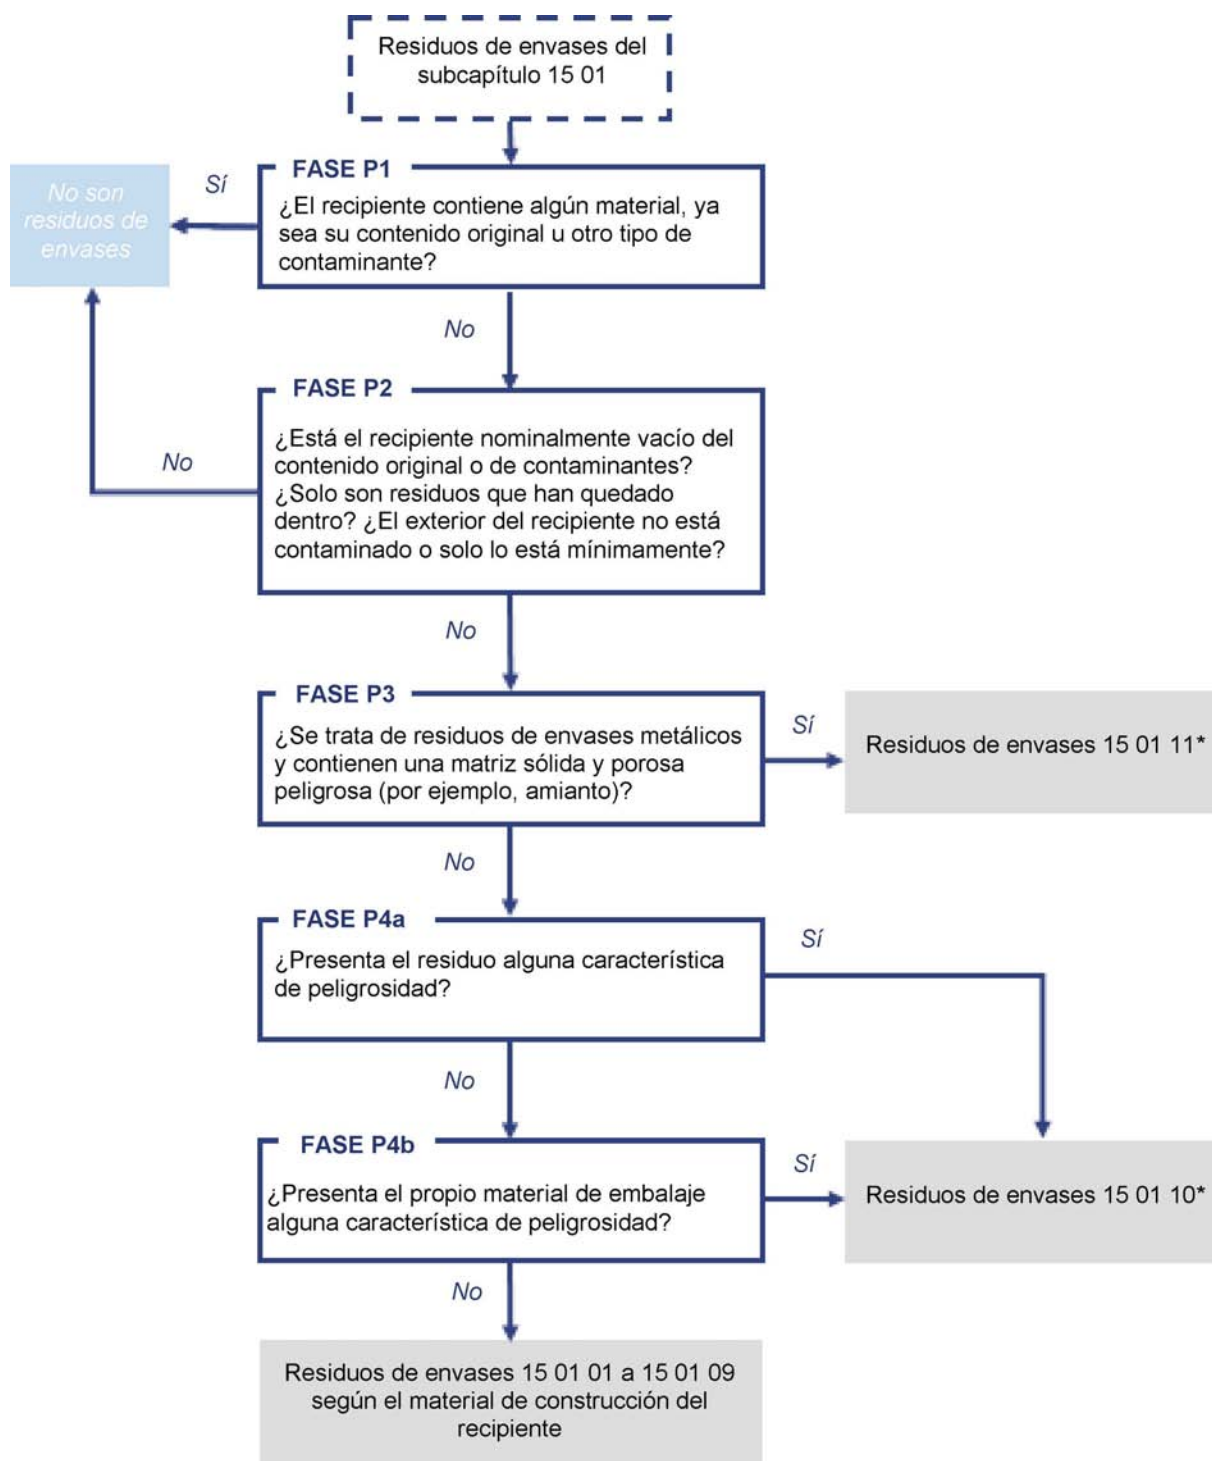 Residuos de envases del
subcapítulo 15 01
FASE P1
Sí
No son
residuos de
envases
¿El recipiente contiene algún material, ya
sea su contenido original u otro tipo de
contaminante?
No
FASE P2
¿Está el recipiente nominalmente vacío del
contenido original o de contaminantes?
¿Solo son residuos que han quedado
dentro? ¿El exterior del recipiente no está
contaminado o solo lo está mínimamente?
No
No
FASE P3
¿Se trata de residuos de envases metálicos
y contienen una matriz sólida y porosa
peligrosa (por ejemplo, amianto)?
Sí
Residuos de envases 15 01 11*
No
FASE P4a
¿Presenta el residuo alguna característica
de peligrosidad?
Sí
No
FASE P4b
¿Presenta el propio material de embalaje
alguna característica de peligrosidad?
Sí
Residuos de envases 15 01 10*
No
Residuos de envases 15 01 01 a 15 01 09
según el material de construcción del
recipiente